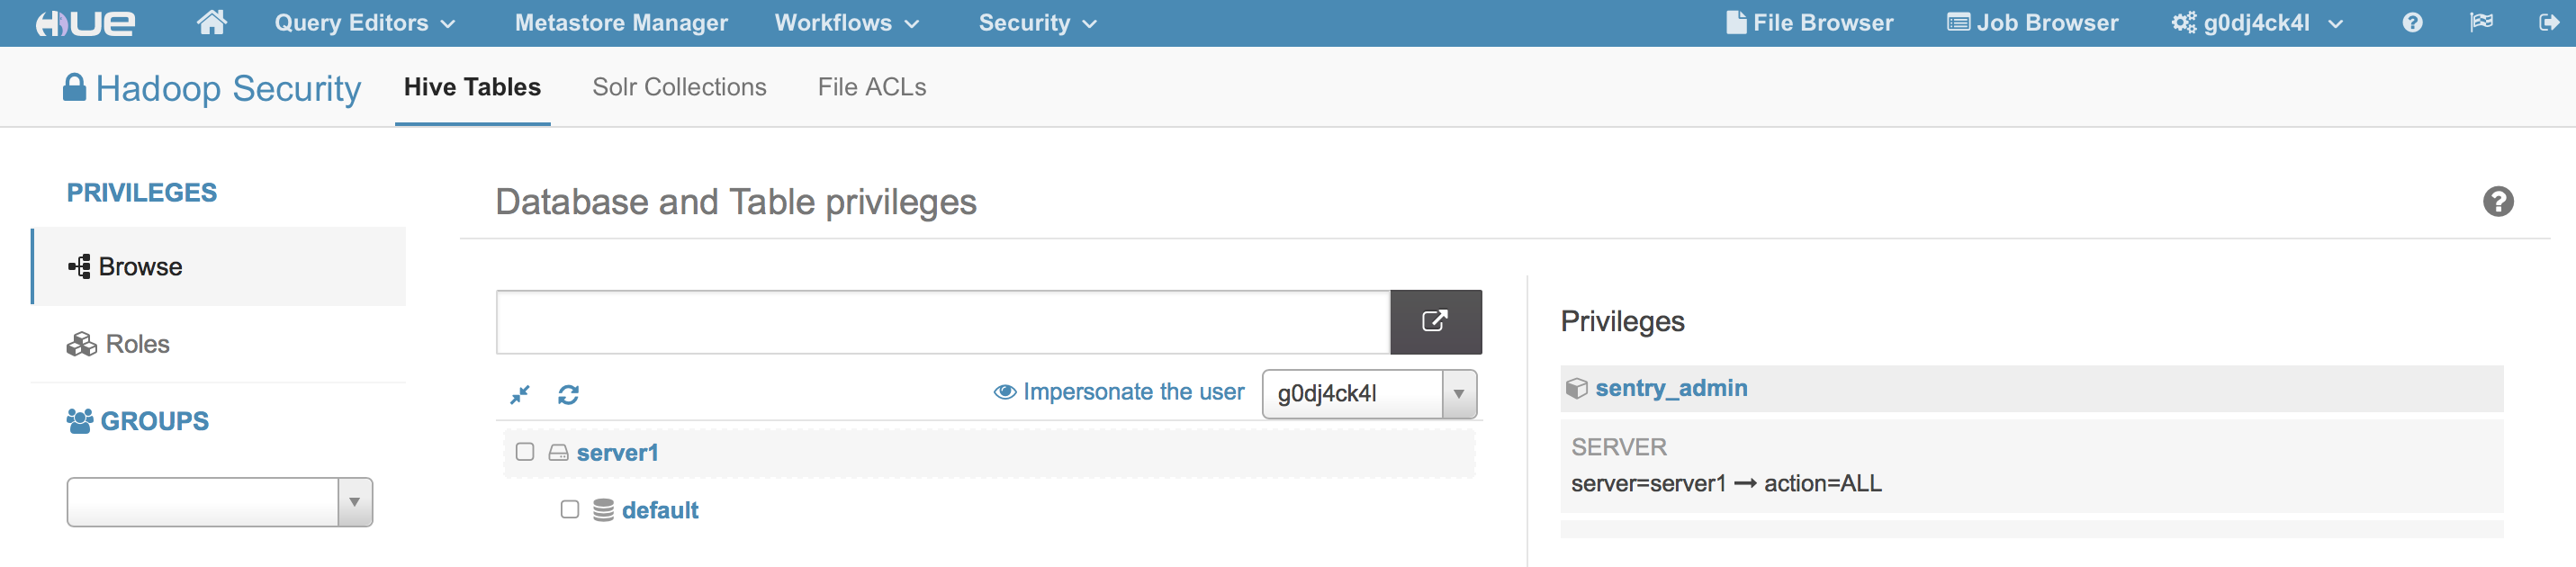 HUE Query Editors Metastore Manager Workflows Security File Browser Job Browser g0dj4ck4l
Hadoop Security Hive Tables Solr Collections File ACLs
PRIVILEGES
Browse
Roles
GROUPS
Database and Table privileges
Impersonate the user g0dj4ck4l
server1
default
Privileges
sentry_admin
SERVER
server=server1 → action=ALL